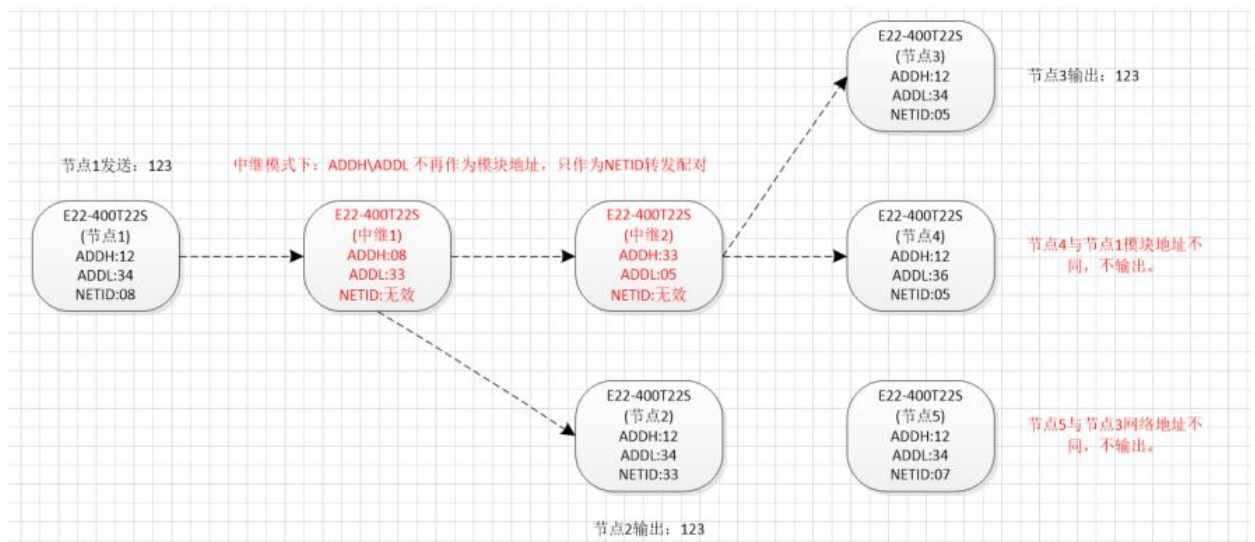 E22-400T22S
(节点3)
ADDH:12
ADDL:34
NETID:05
节点3输出：123
节点1发送：123
中继模式下：ADDH\ADDL 不再作为模块地址，只作为NETID转发配对
E22-400T22S
(节点1)
ADDH:12
ADDL:34
NETID:08
E22-400T22S
(中继1)
ADDH:08
ADDL:33
NETID:无效
E22-400T22S
(中继2)
ADDH:33
ADDL:05
NETID:无效
E22-400T22S
(节点4)
ADDH:12
ADDL:36
NETID:05
节点4与节点1模块地址不
同，不输出。
E22-400T22S
(节点2)
ADDH:12
ADDL:34
NETID:33
E22-400T22S
(节点5)
ADDH:12
ADDL:34
NETID:07
节点5与节点3网络地址不
同，不输出。
节点2输出：123